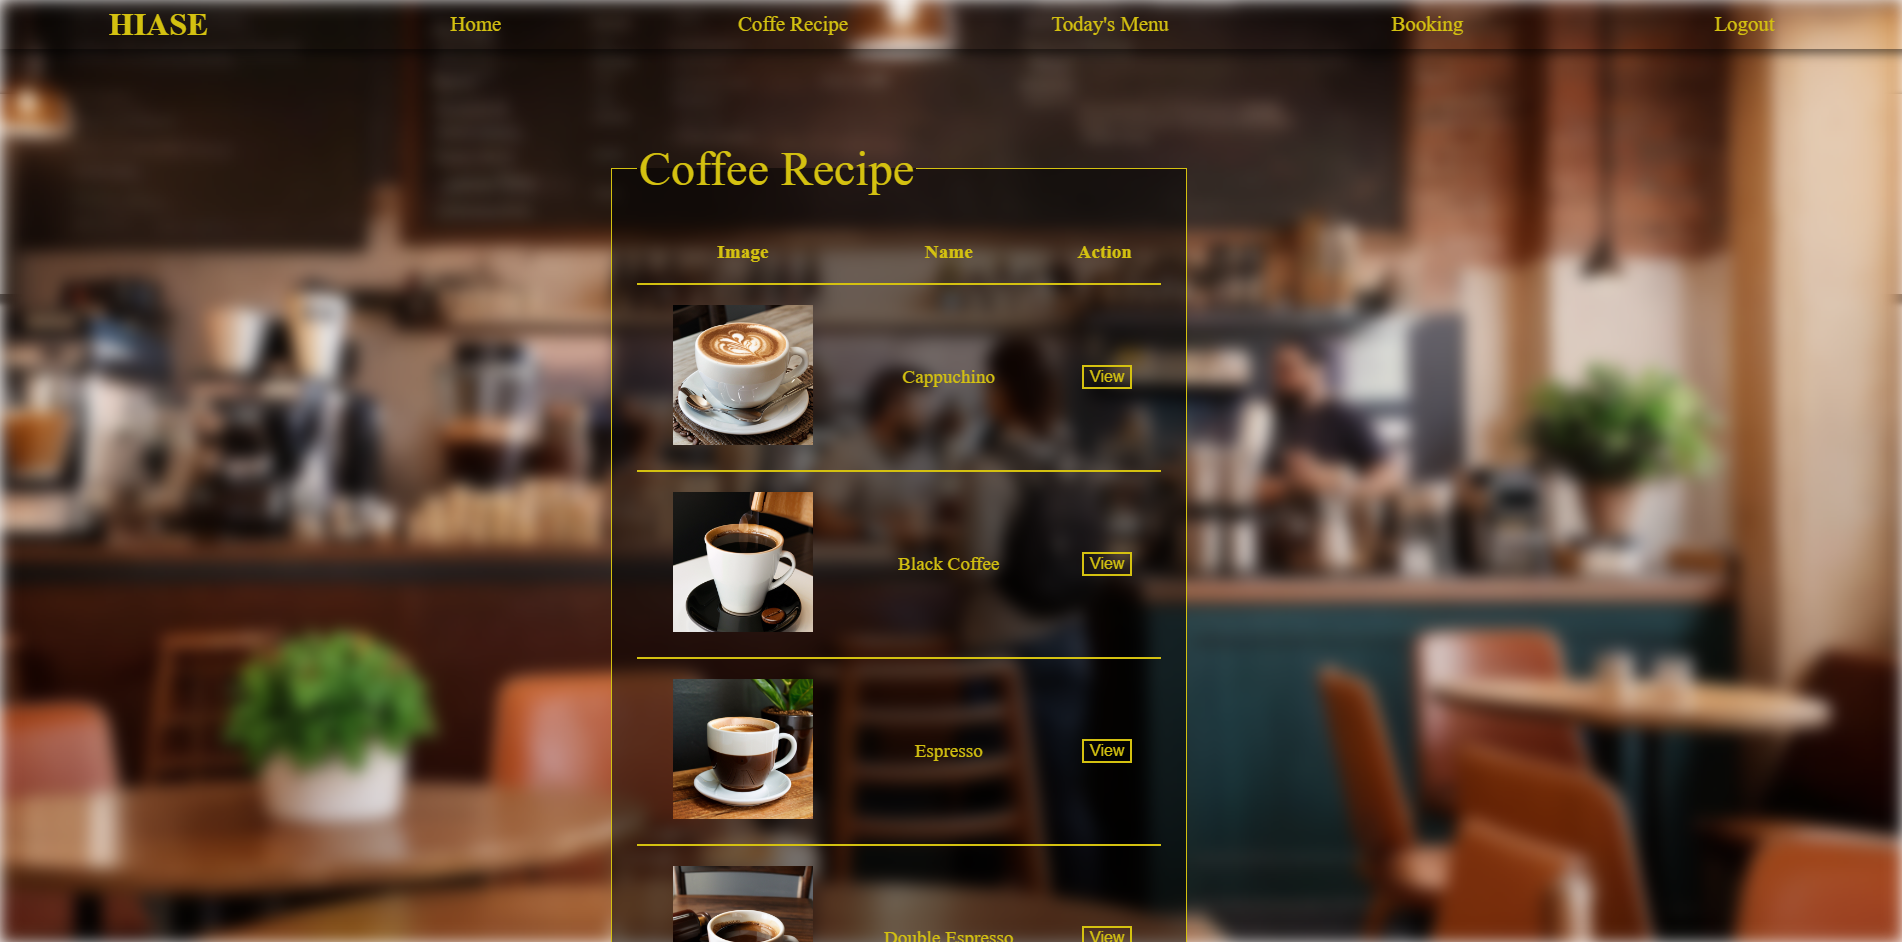 HIASE Home Coffe Recipe Today's Menu Booking Logout
Coffee Recipe
Image Name Action
Cappuchino View
Black Coffee View
Espresso View
Double Espresso View